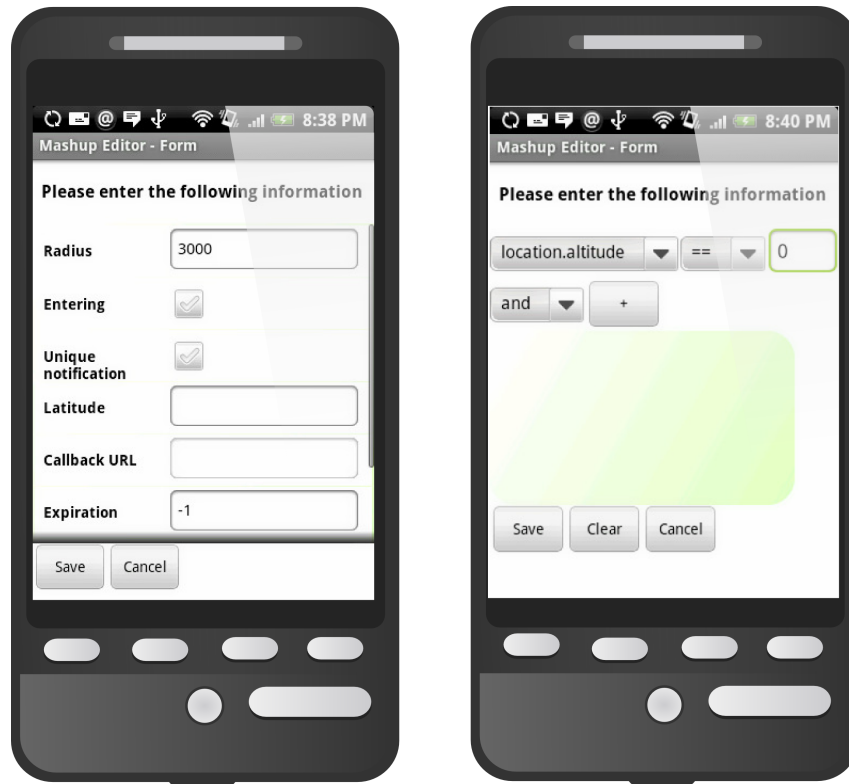 8:38 PM
Mashup Editor - Form
Please enter the following information
Radius 3000
Entering
Unique
notification
Latitude
Callback URL
Expiration -1
Save Cancel
8:40 PM
Mashup Editor - Form
Please enter the following information
location.altitude == 0
and +
Save Clear Cancel